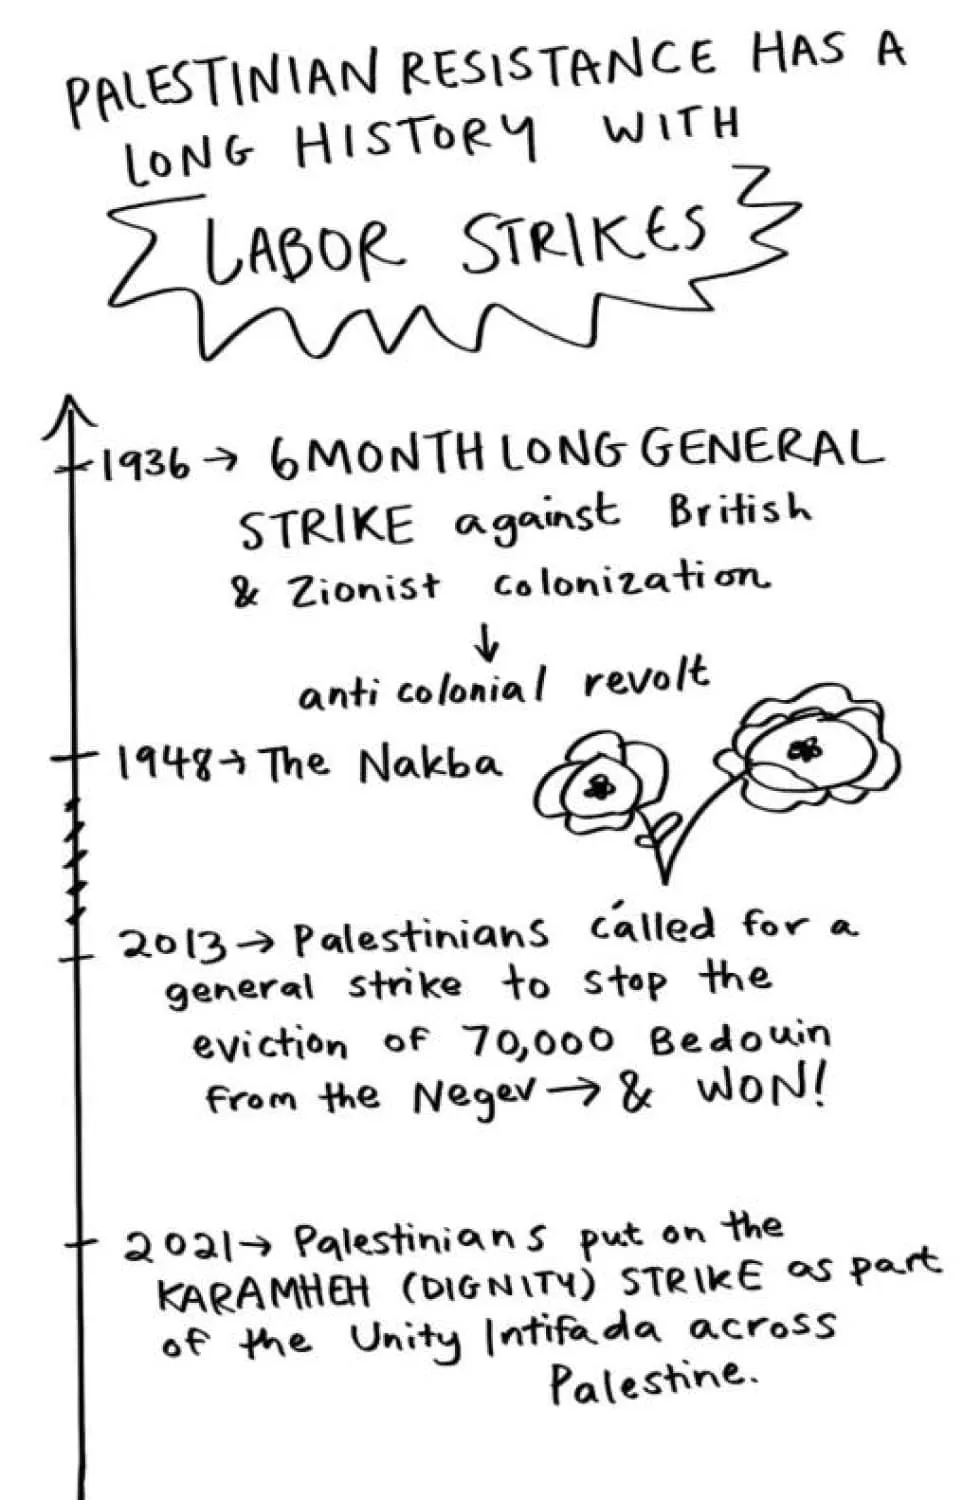 PALESTINIAN RESISTANCE HAS A
LONG HISTORY WITH
LABOR STRIKES
1936 → 6 MONTH LONG GENERAL
STRIKE against British
& Zionist colonization
↓
anti colonial revolt
1948 → The Nakba
2013 → Palestinians called for a
general strike to stop the
eviction of 70,000 Bedouin
from the Negev → & WON!
2021 → Palestinians put on the
KARAMHEH (DIGNITY) STRIKE as part
of the Unity Intifada across
Palestine.